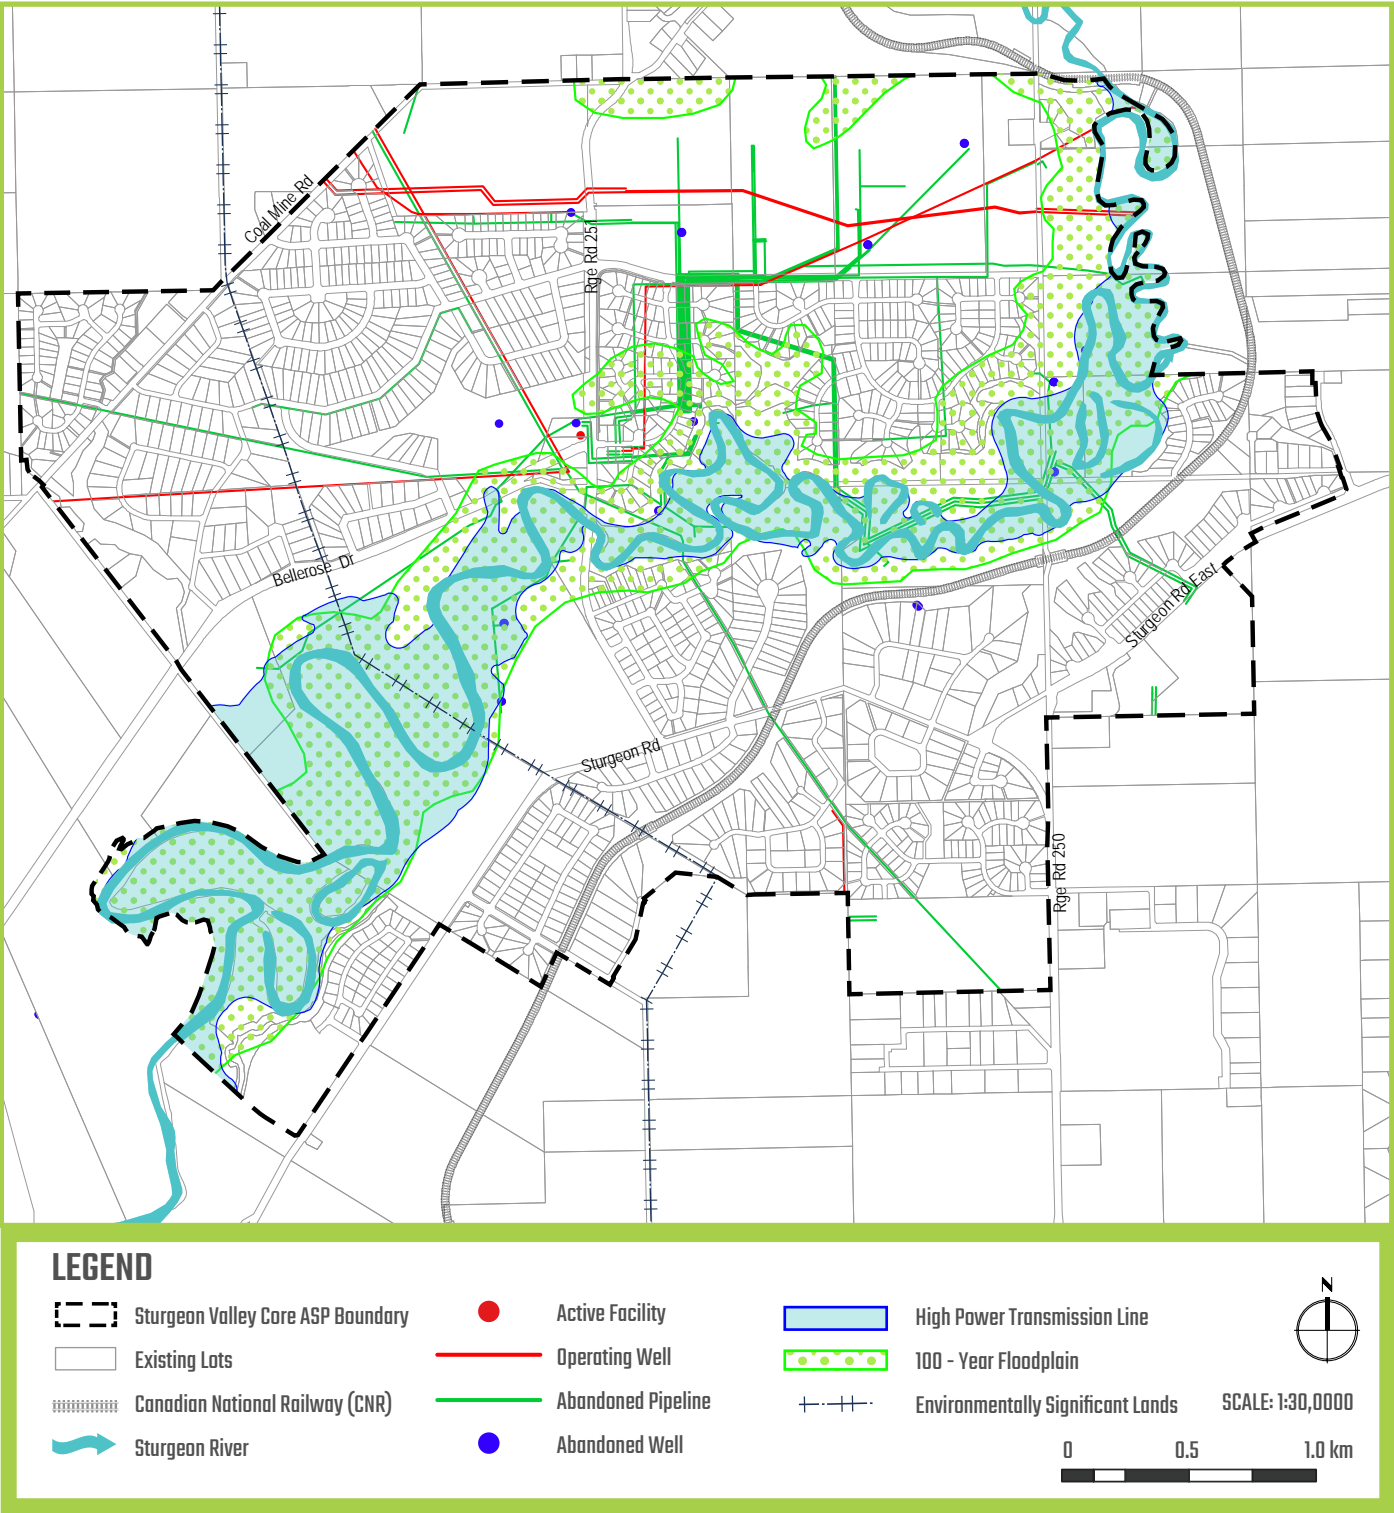 Coal Mine Rd
Rge Rd 251
Bellerose Dr
Sturgeon Rd East
Sturgeon Rd
Rge Rd 250
LEGEND
Sturgeon Valley Core ASP Boundary
Existing Lots
Canadian National Railway (CNR)
Sturgeon River
Active Facility
Operating Well
Abandoned Pipeline
Abandoned Well
High Power Transmission Line
100 - Year Floodplain
Environmentally Significant Lands
N
SCALE: 1:30,0000
0 0.5 1.0 km